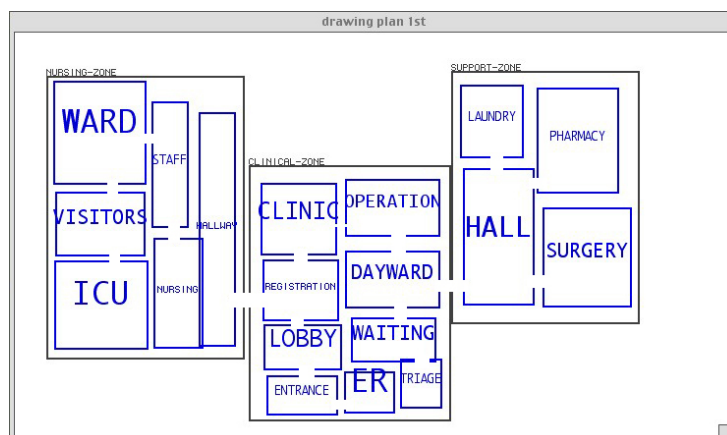 drawing plan 1st
NURSING-ZONE
WARD
STAFF
VISITORS
HALLWAY
ICU
NURSING
CLINICAL-ZONE
CLINIC
OPERATION
REGISTRATION
DAYWARD
LOBBY
WAITING
ENTRANCE
ER
TRIAGE
SUPPORT-ZONE
LAUNDRY
PHARMACY
HALL
SURGERY